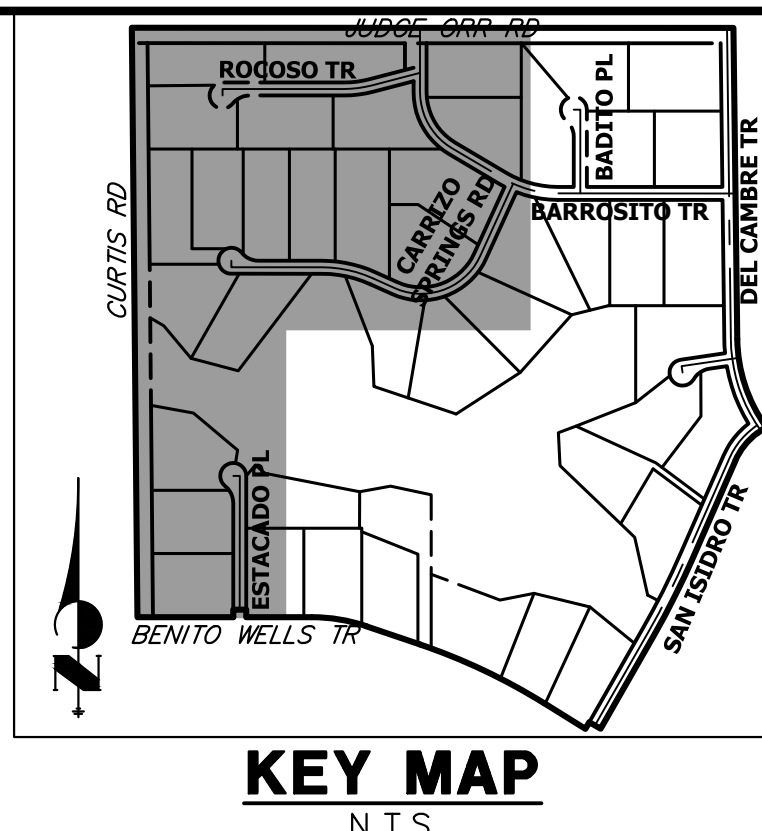 JUDGE ORR RD
ROCOSO TR
BADITO PL
DEL CAMBRE TR
CURTIS RD
CARRIZO
SPRINGS RD
BARROSITO TR
ESTACADO PL
SAN ISIDRO TR
BENITO WELLS TR
N
KEY MAP
N.T.S.